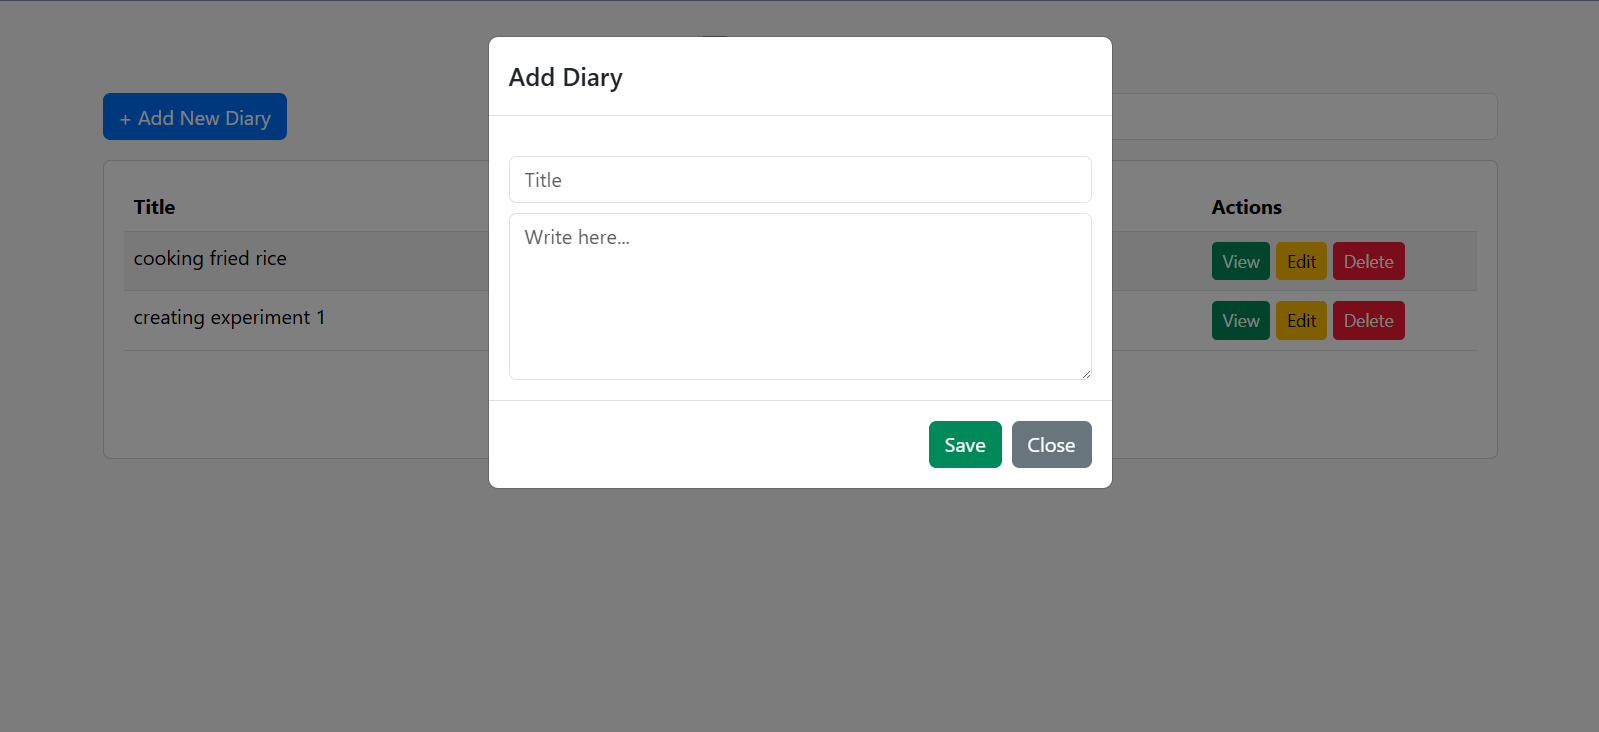 Add Diary
+ Add New Diary
Title
Write here...
Save
Close
Title
Actions
cooking fried rice
View
Edit
Delete
creating experiment 1
View
Edit
Delete